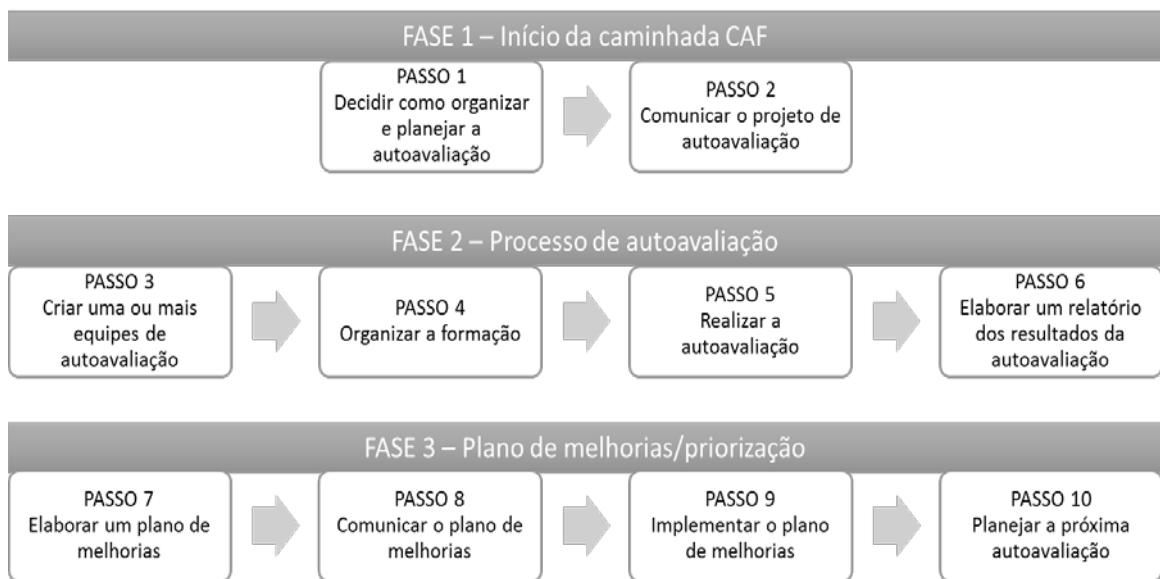 FASE 1 – Início da caminhada CAF
PASSO 1
Decidir como organizar
e planejar a
autoavaliação
PASSO 2
Comunicar o projeto de
autoavaliação
FASE 2 – Processo de autoavaliação
PASSO 3
Criar uma ou mais
equipes de
autoavaliação
PASSO 4
Organizar a formação
PASSO 5
Realizar a
autoavaliação
PASSO 6
Elaborar um relatório
dos resultados da
autoavaliação
FASE 3 – Plano de melhorias/priorização
PASSO 7
Elaborar um plano de
melhorias
PASSO 8
Comunicar o plano de
melhorias
PASSO 9
Implementar o plano
de melhorias
PASSO 10
Planejar a próxima
autoavaliação